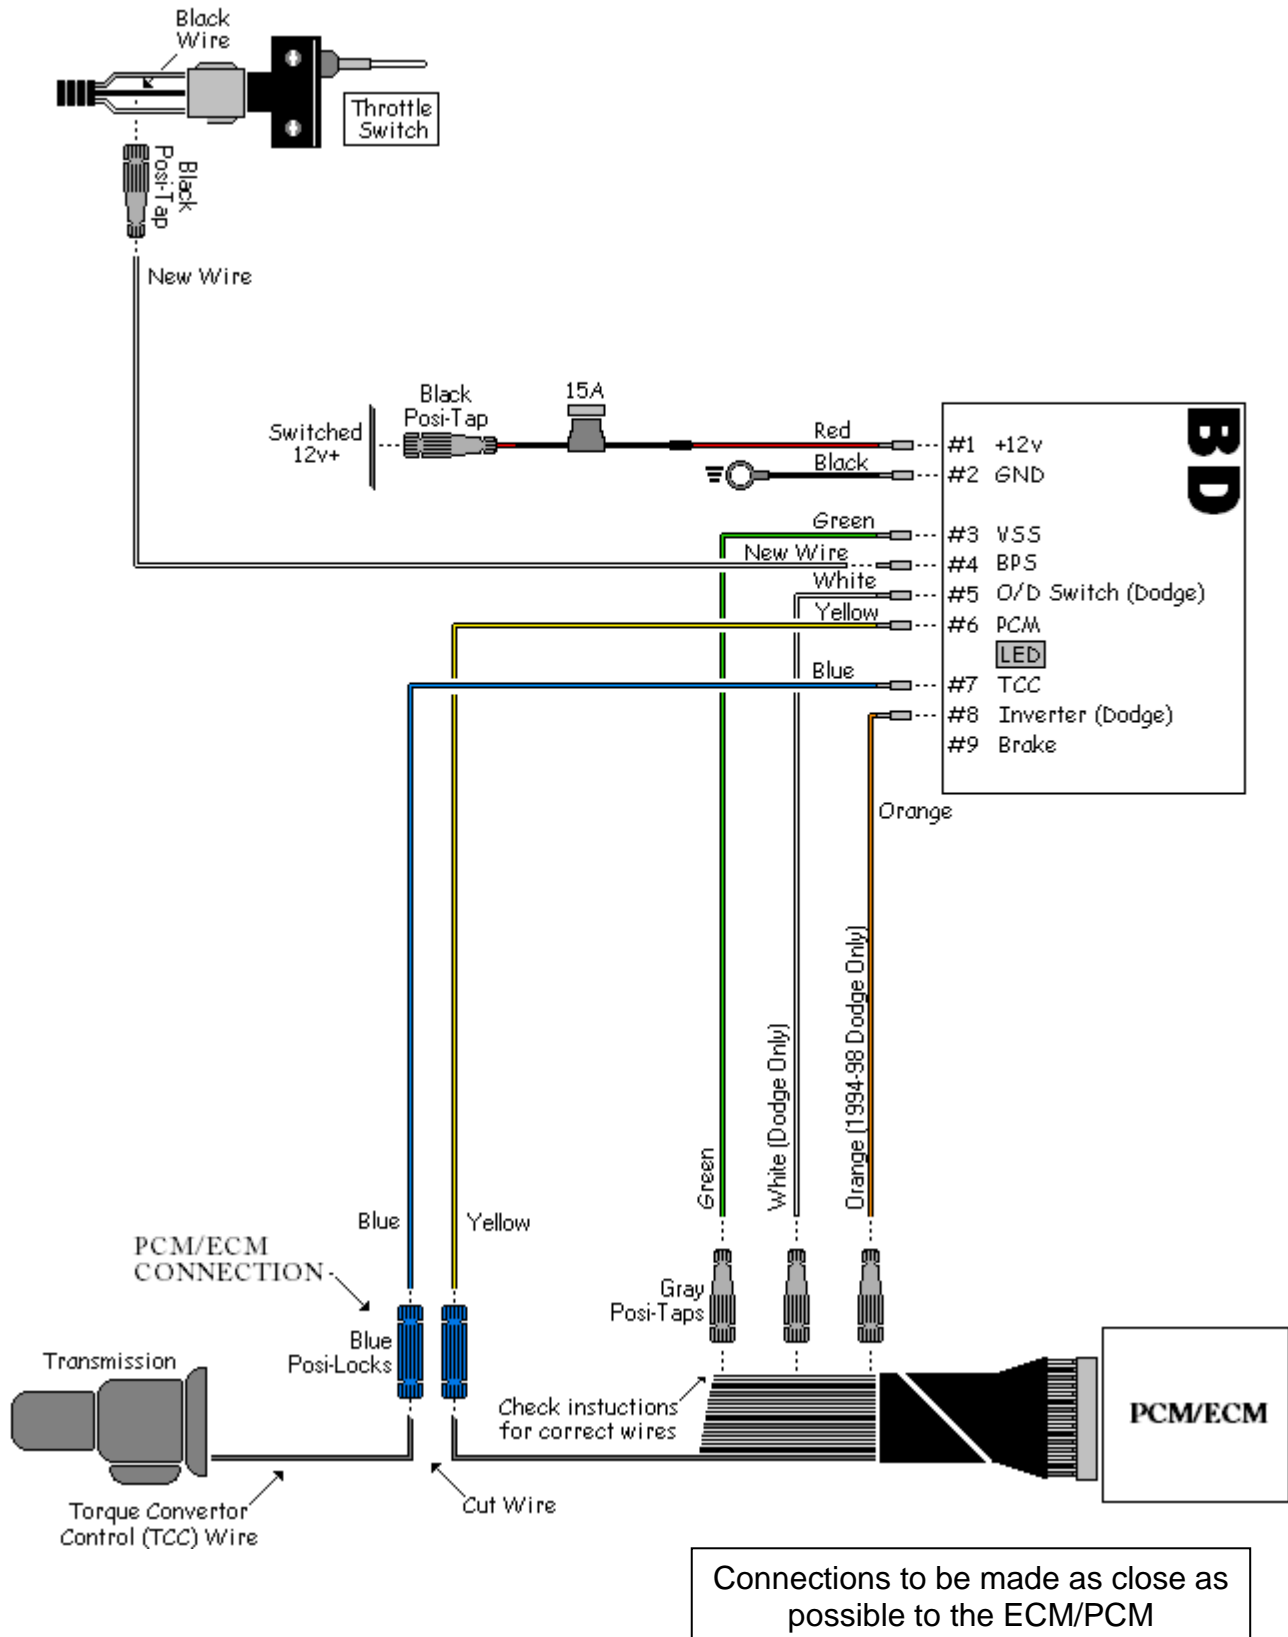 Black
Wire
Throttle
Switch
Black
Posi-Tap
New Wire
Black
Posi-Tap
15A
Switched
12v+
Red
Black
Green
New Wire
White
Yellow
Blue
BD
#1 +12v
#2 GND
#3 VSS
#4 BPS
#5 O/D Switch (Dodge)
#6 PCM
LED
#7 TCC
#8 Inverter (Dodge)
#9 Brake
Orange
Green
White (Dodge Only)
Orange (1994-98 Dodge Only)
Blue
Yellow
PCM/ECM
CONNECTION
Blue
Posi-Locks
Gray
Posi-Taps
Transmission
Check instuctions
for correct wires
PCM/ECM
Torque Convertor
Control (TCC) Wire
Cut Wire
Connections to be made as close as
possible to the ECM/PCM